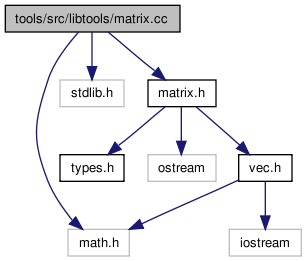 tools/src/libtools/matrix.cc
stdlib.h
matrix.h
types.h
ostream
vec.h
math.h
iostream